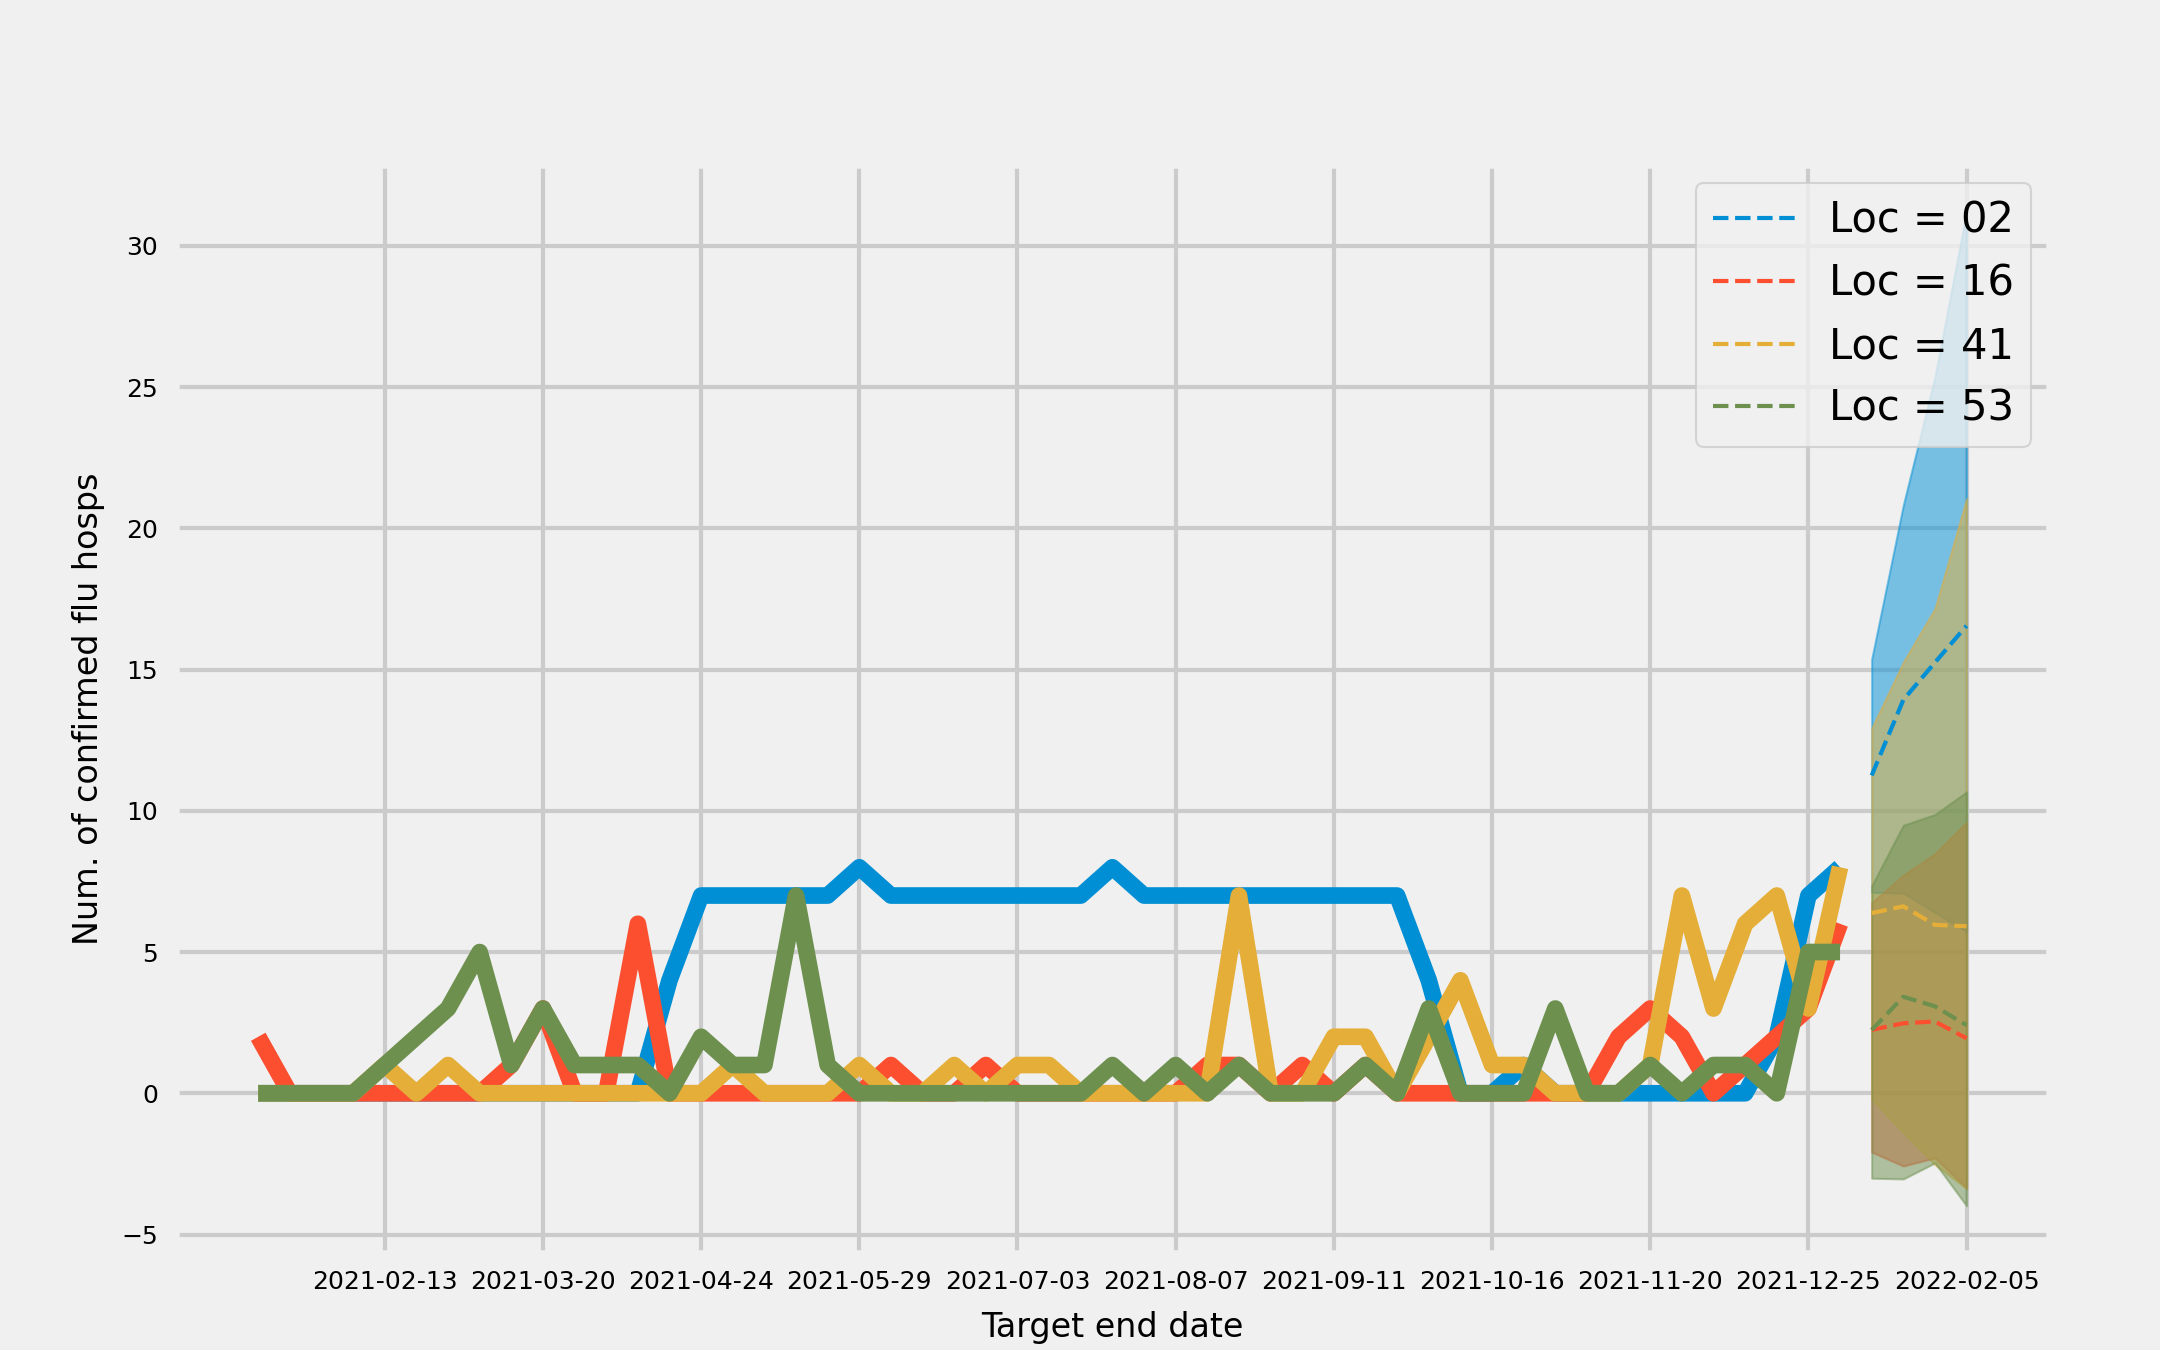 Loc = 02
Loc = 16
Loc = 41
Loc = 53
30
25
20
15
10
5
0
−5
Num. of confirmed flu hosps
2021-02-13 2021-03-20 2021-04-24 2021-05-29 2021-07-03 2021-08-07 2021-09-11 2021-10-16 2021-11-20 2021-12-25 2022-02-05
Target end date